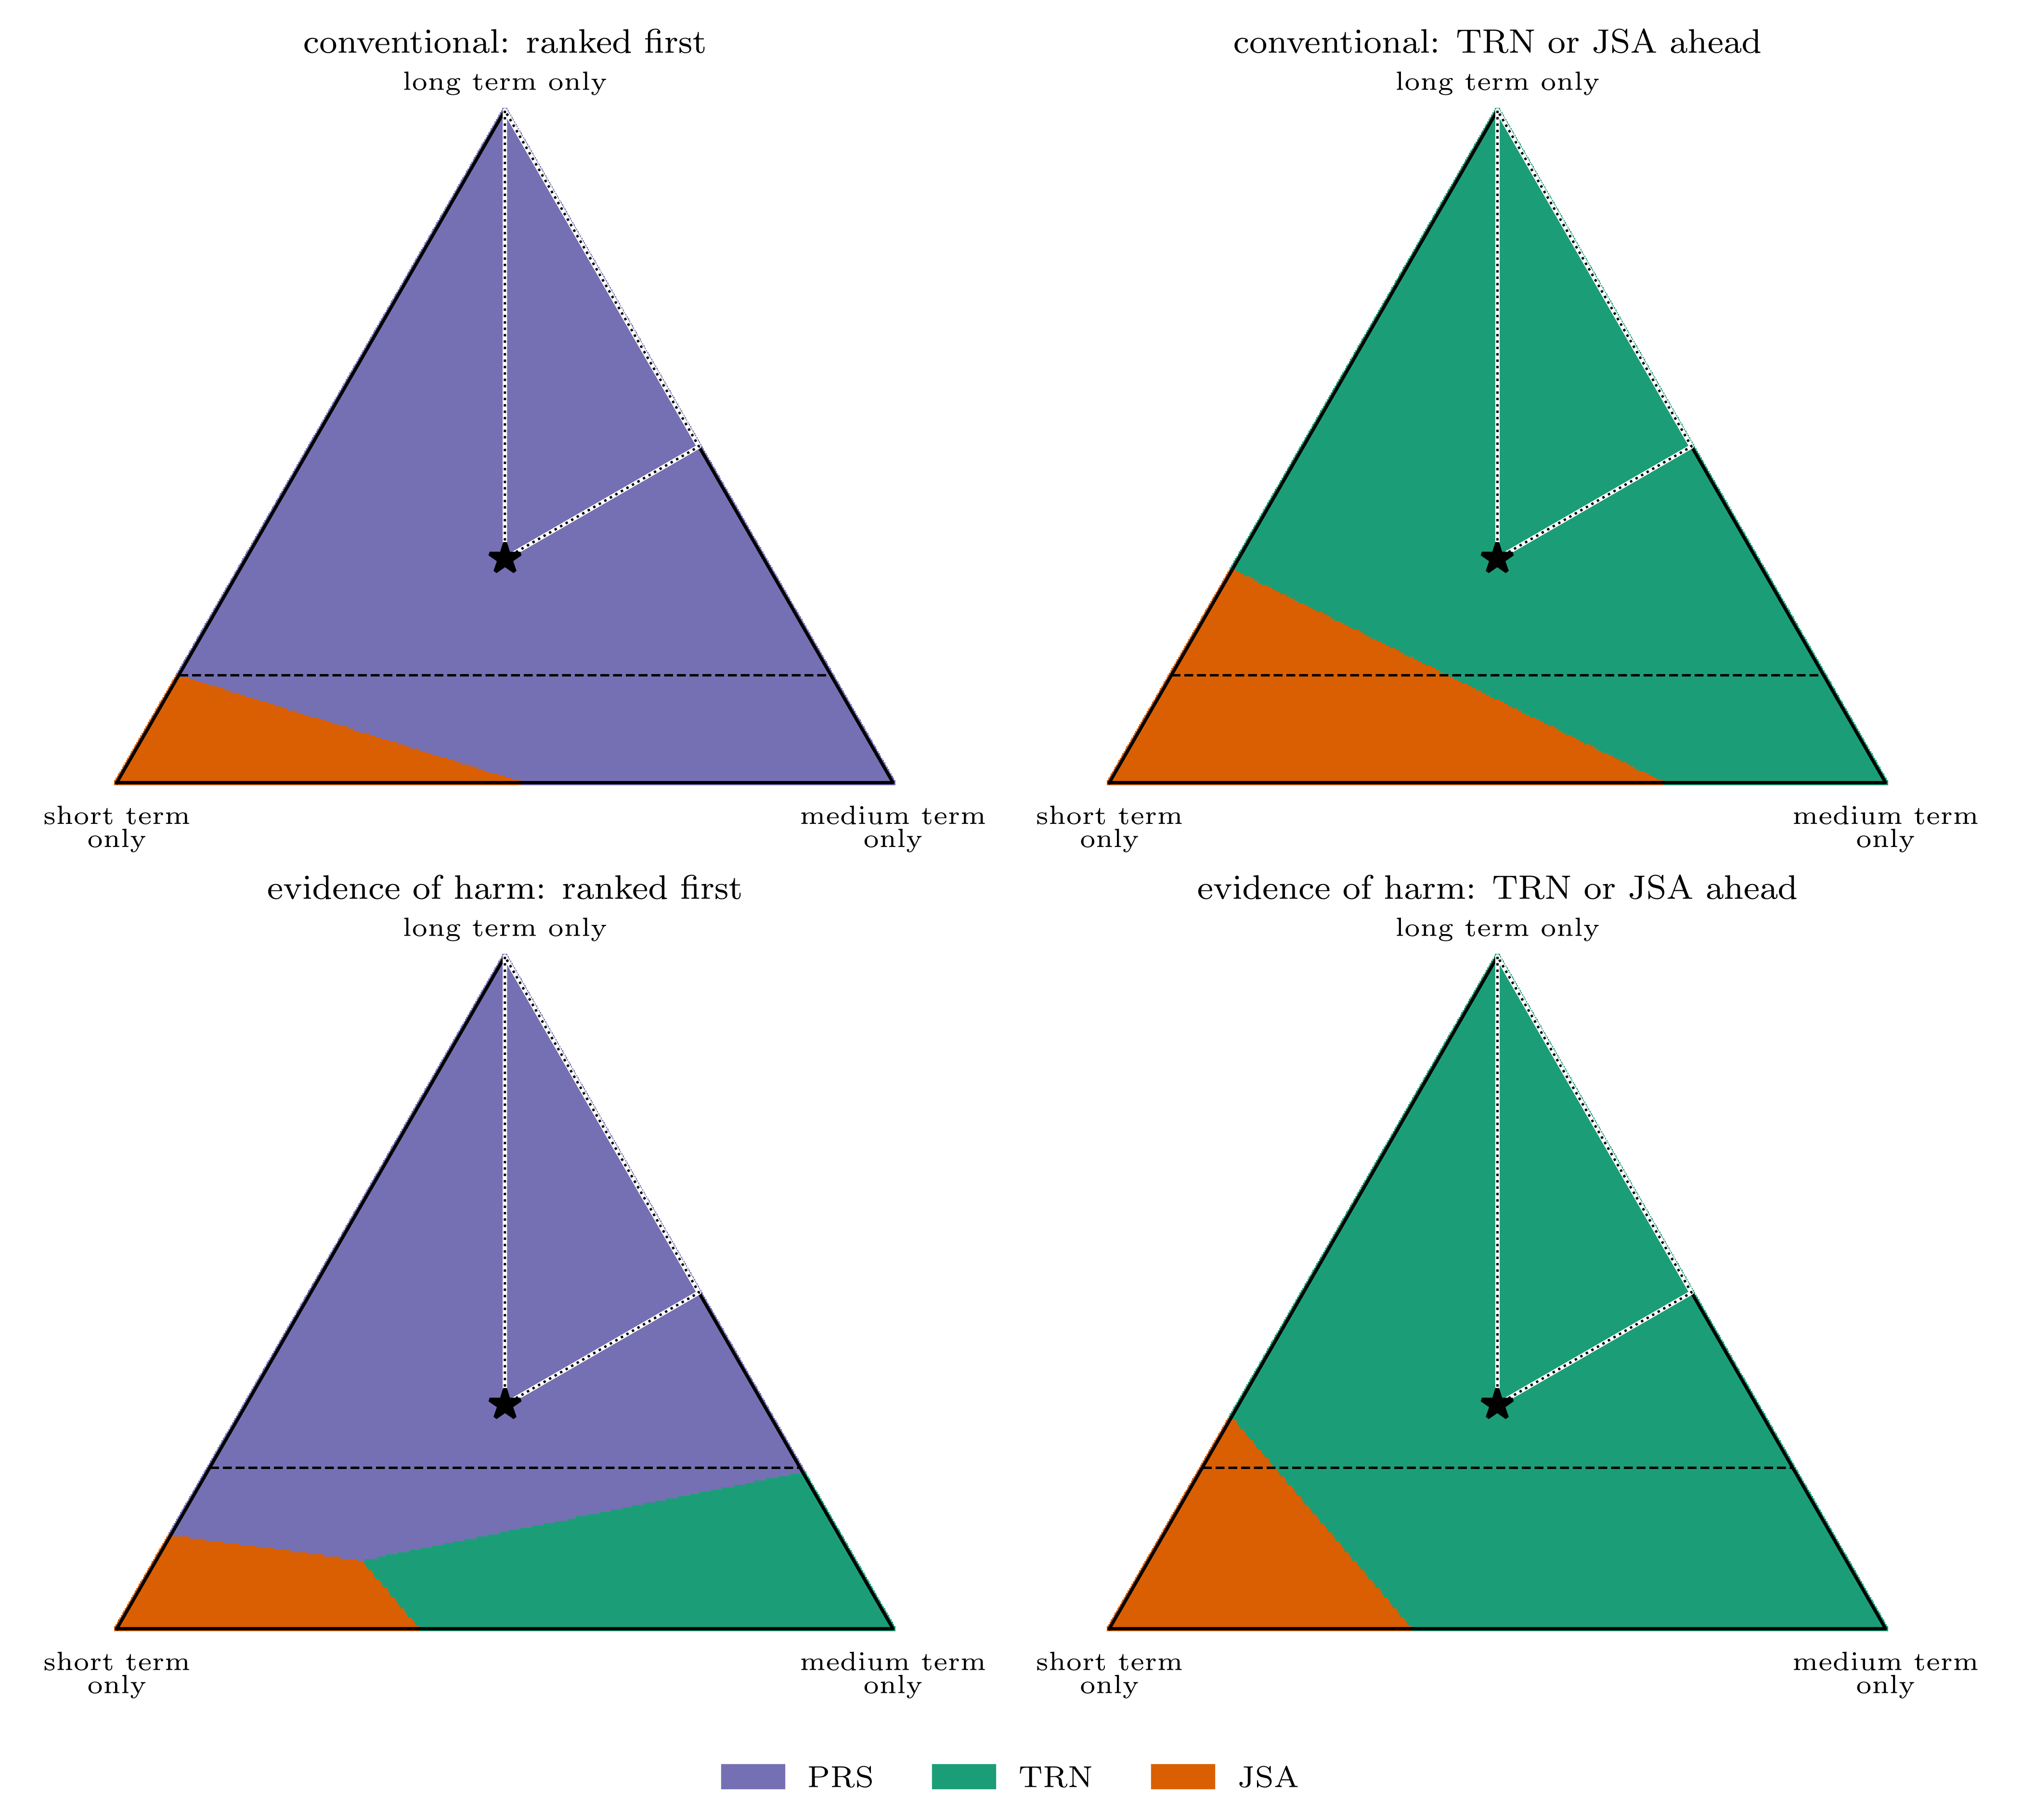 conventional: ranked first
long term only
short term
only
medium term
only
conventional: TRN or JSA ahead
long term only
short term
only
medium term
only
evidence of harm: ranked first
long term only
short term
only
medium term
only
evidence of harm: TRN or JSA ahead
long term only
short term
only
medium term
only
PRS
TRN
JSA